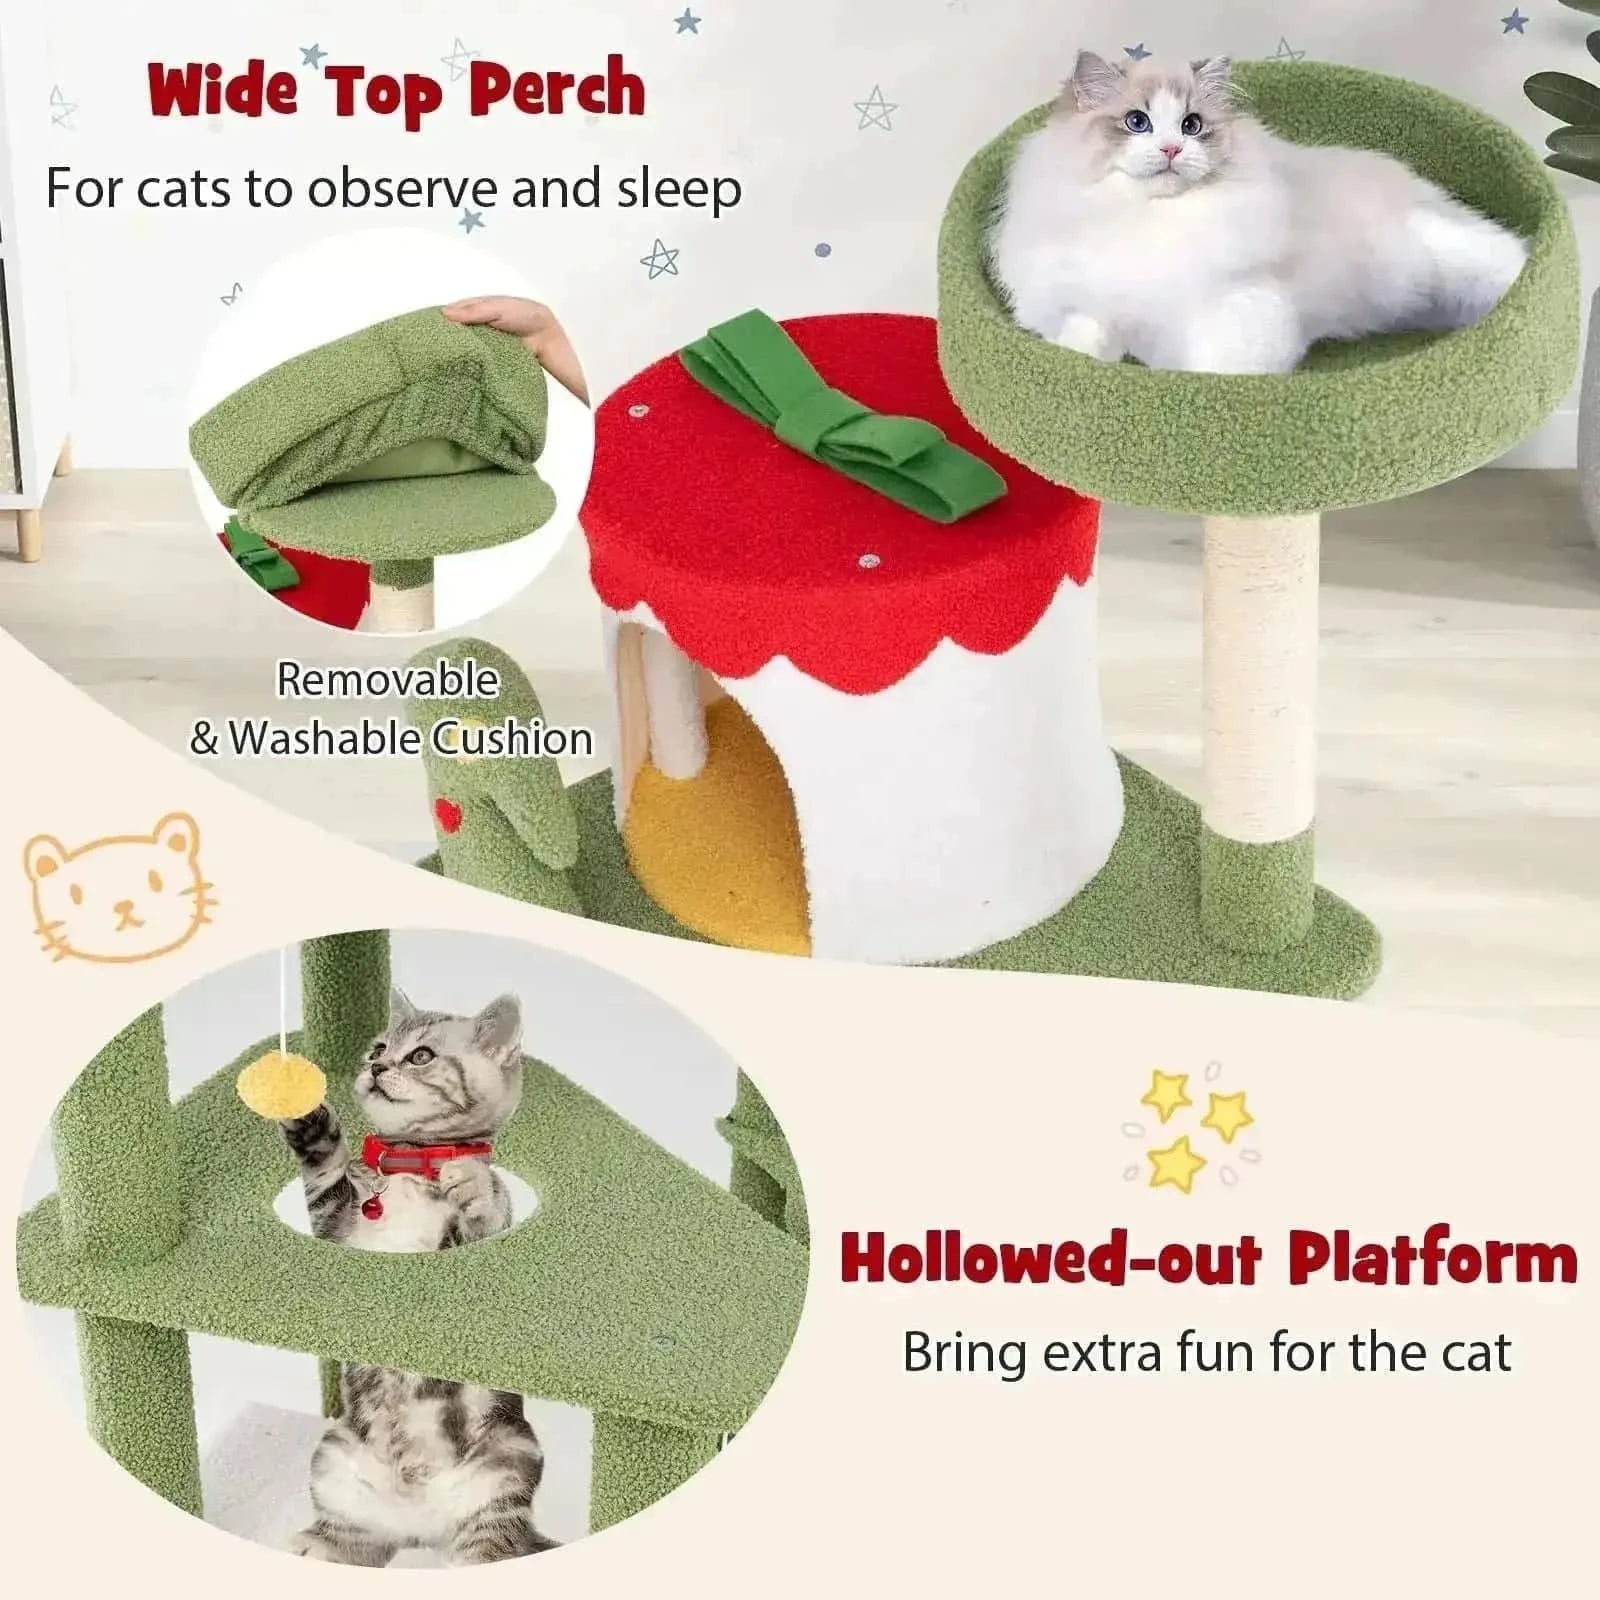 Wide Top Perch
For cats to observe and sleep
Removable
& Washable Cushion
Hollowed-out Platform
Bring extra fun for the cat